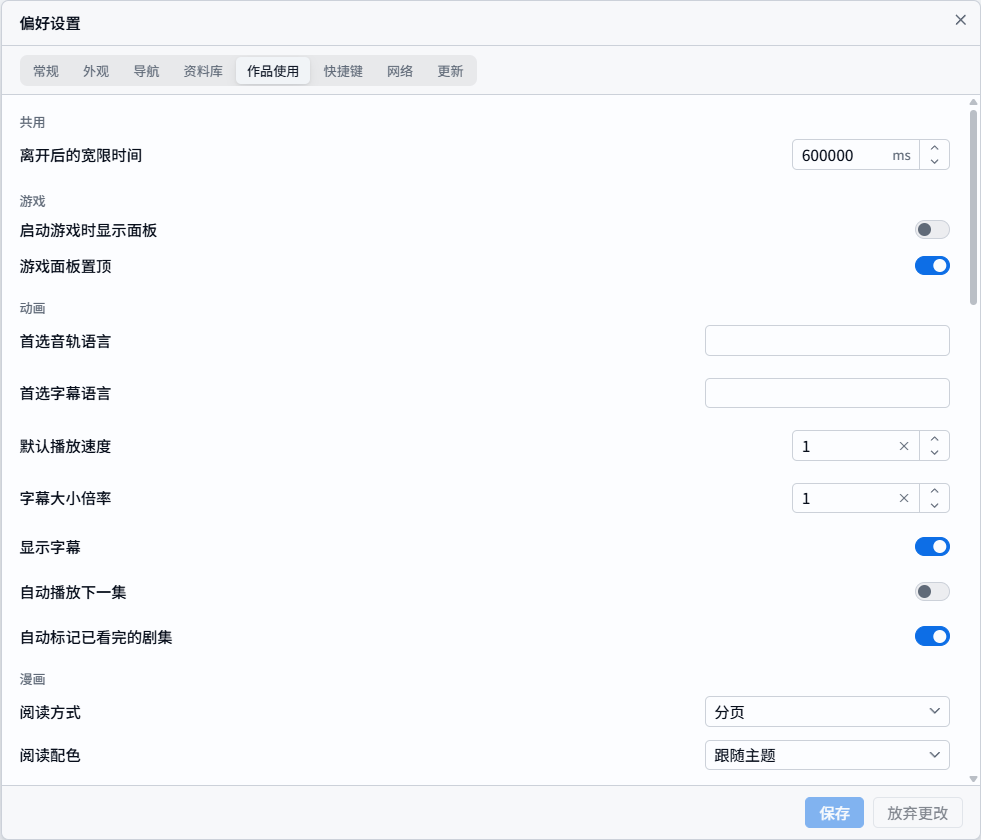 偏好设置
常规 外观 导航 资料库 作品使用 快捷键 网络 更新
共用
离开后的宽限时间 600000 ms
游戏
启动游戏时显示面板
游戏面板置顶
动画
首选音轨语言
首选字幕语言
默认播放速度 1
字幕大小倍率 1
显示字幕
自动播放下一集
自动标记已看完的剧集
漫画
阅读方式 分页
阅读配色 跟随主题
保存 放弃更改